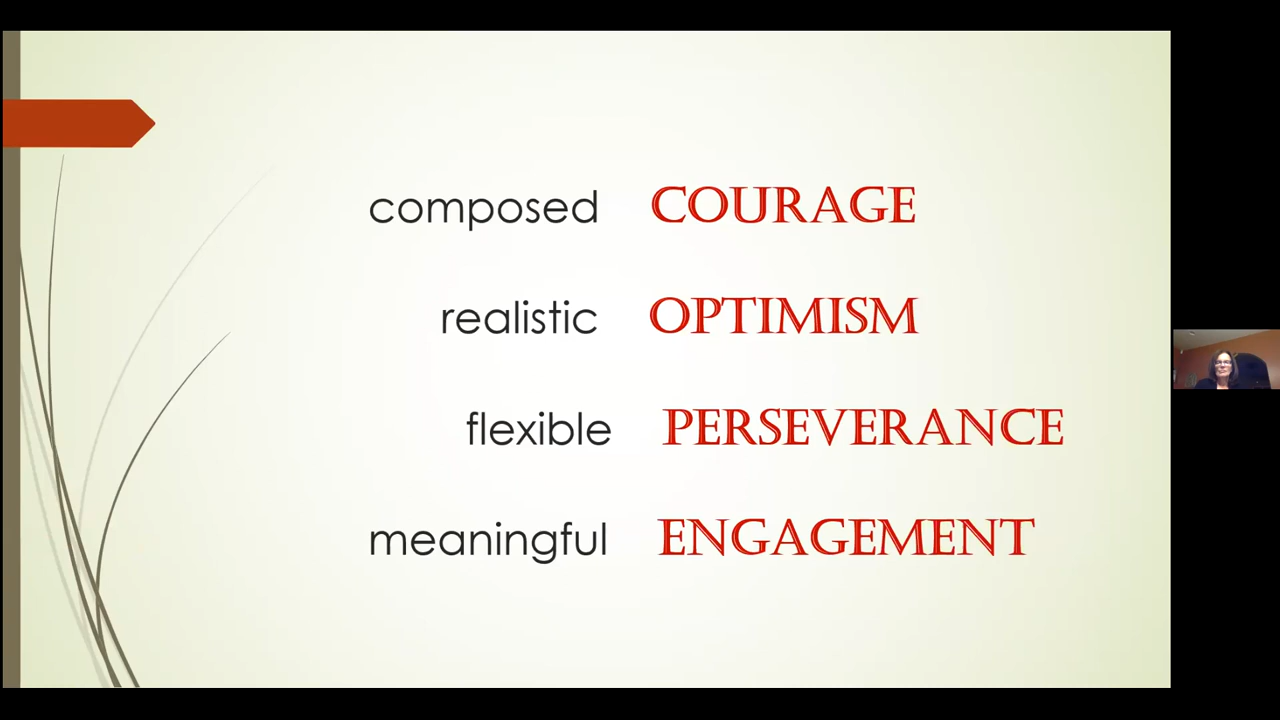 composed COURAGE
realistic OPTIMISM
flexible PERSEVERANCE
meaningful ENGAGEMENT